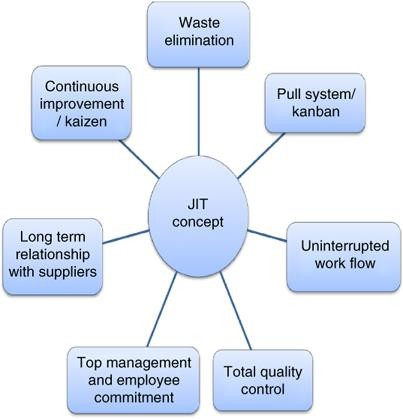 Waste
elimination
Pull system/
kanban
Continuous
improvement
/ kaizen
JIT
concept
Uninterrupted
work flow
Long term
relationship
with suppliers
Total quality
control
Top management
and employee
commitment